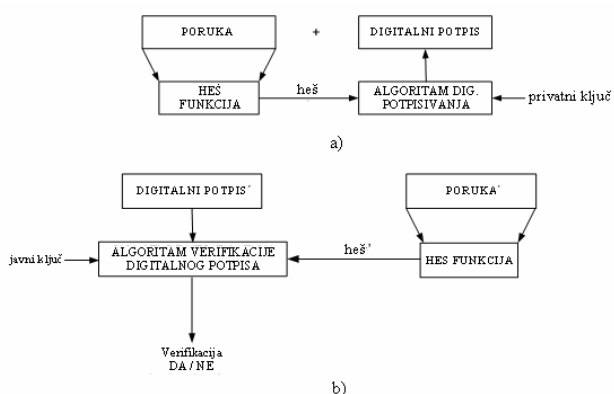 PORUKA + DIGITALNI POTPIS
HEŠ
FUNKCIJA
heš
ALGORITAM DIG.
POTPISIVANJA
privatni ključ
a)
DIGITALNI POTPIS'
PORUKA'
javni ključ
ALGORITAM VERIFIKACIJE
DIGITALNOG POTPISA
heš'
HES FUNKCIJA
Verifikacija
DA / NE
b)